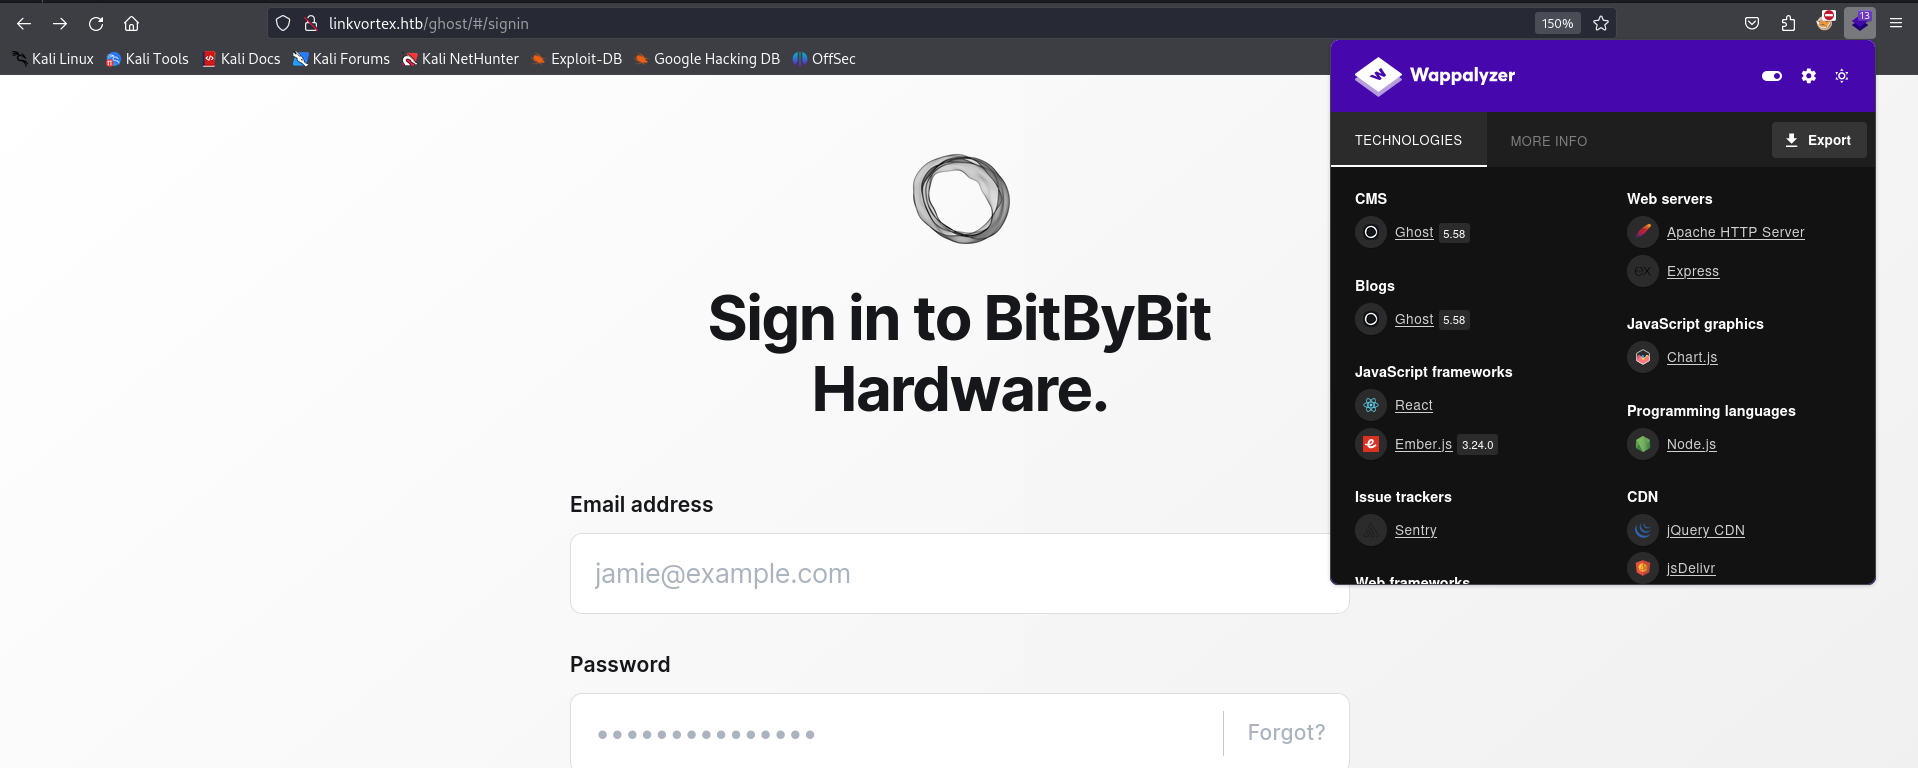 linkvortex.htb/ghost/#/signin
150%
13
Kali Linux
Kali Tools
Kali Docs
Kali Forums
Kali NetHunter
Exploit-DB
Google Hacking DB
OffSec
Sign in to BitByBit
Hardware.
Email address
jamie@example.com
Password
Forgot?
Wappalyzer
TECHNOLOGIES
MORE INFO
Export
CMS
Ghost 5.58
Blogs
Ghost 5.58
JavaScript frameworks
React
Ember.js 3.24.0
Issue trackers
Sentry
Web frameworks
Web servers
Apache HTTP Server
Express
JavaScript graphics
Chart.js
Programming languages
Node.js
CDN
jQuery CDN
jsDelivr